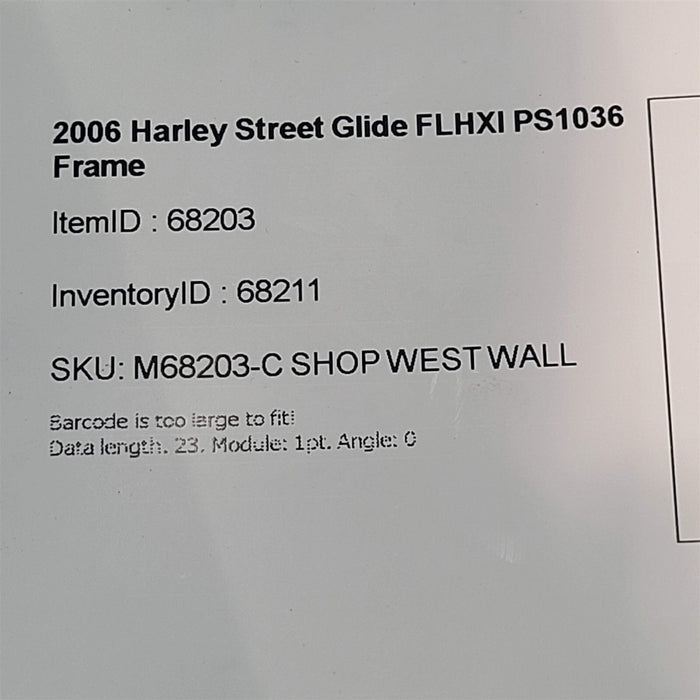 2006 Harley Street Glide FLHXI PS1036
Frame
ItemID : 68203
InventoryID : 68211
SKU: M68203-C SHOP WEST WALL
Barcode is too large to fit!
Data length: 23, Module: 1pt. Angle: 0